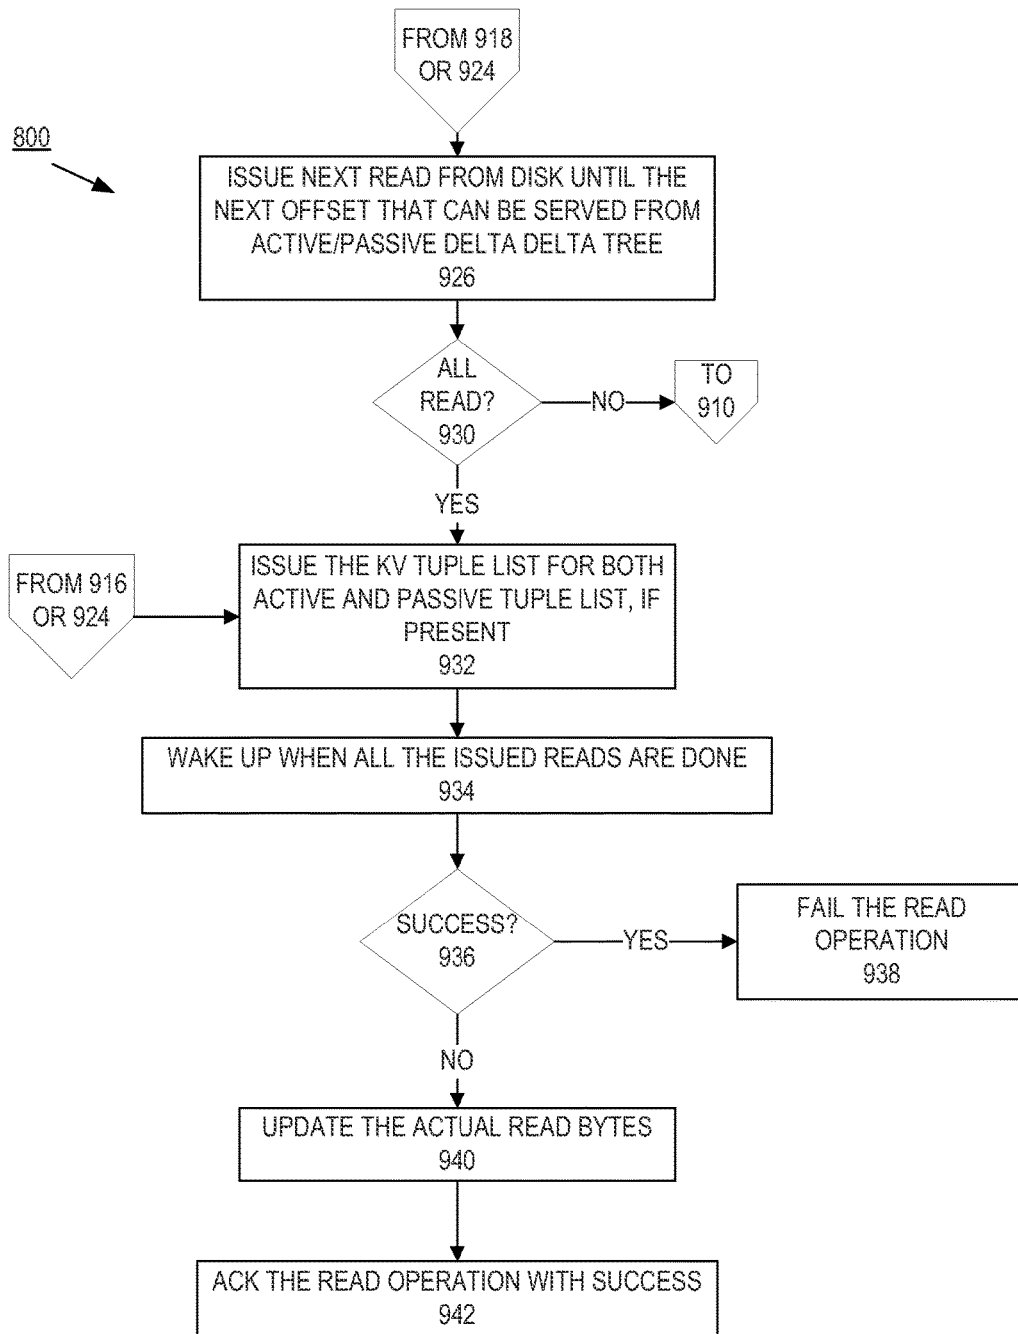 FROM 918
OR 924
800
ISSUE NEXT READ FROM DISK UNTIL THE
NEXT OFFSET THAT CAN BE SERVED FROM
ACTIVE/PASSIVE DELTA DELTA TREE
926
ALL
READ?
930
NO
TO
910
YES
FROM 916
OR 924
ISSUE THE KV TUPLE LIST FOR BOTH
ACTIVE AND PASSIVE TUPLE LIST, IF
PRESENT
932
WAKE UP WHEN ALL THE ISSUED READS ARE DONE
934
SUCCESS?
936
YES
FAIL THE READ
OPERATION
938
NO
UPDATE THE ACTUAL READ BYTES
940
ACK THE READ OPERATION WITH SUCCESS
942